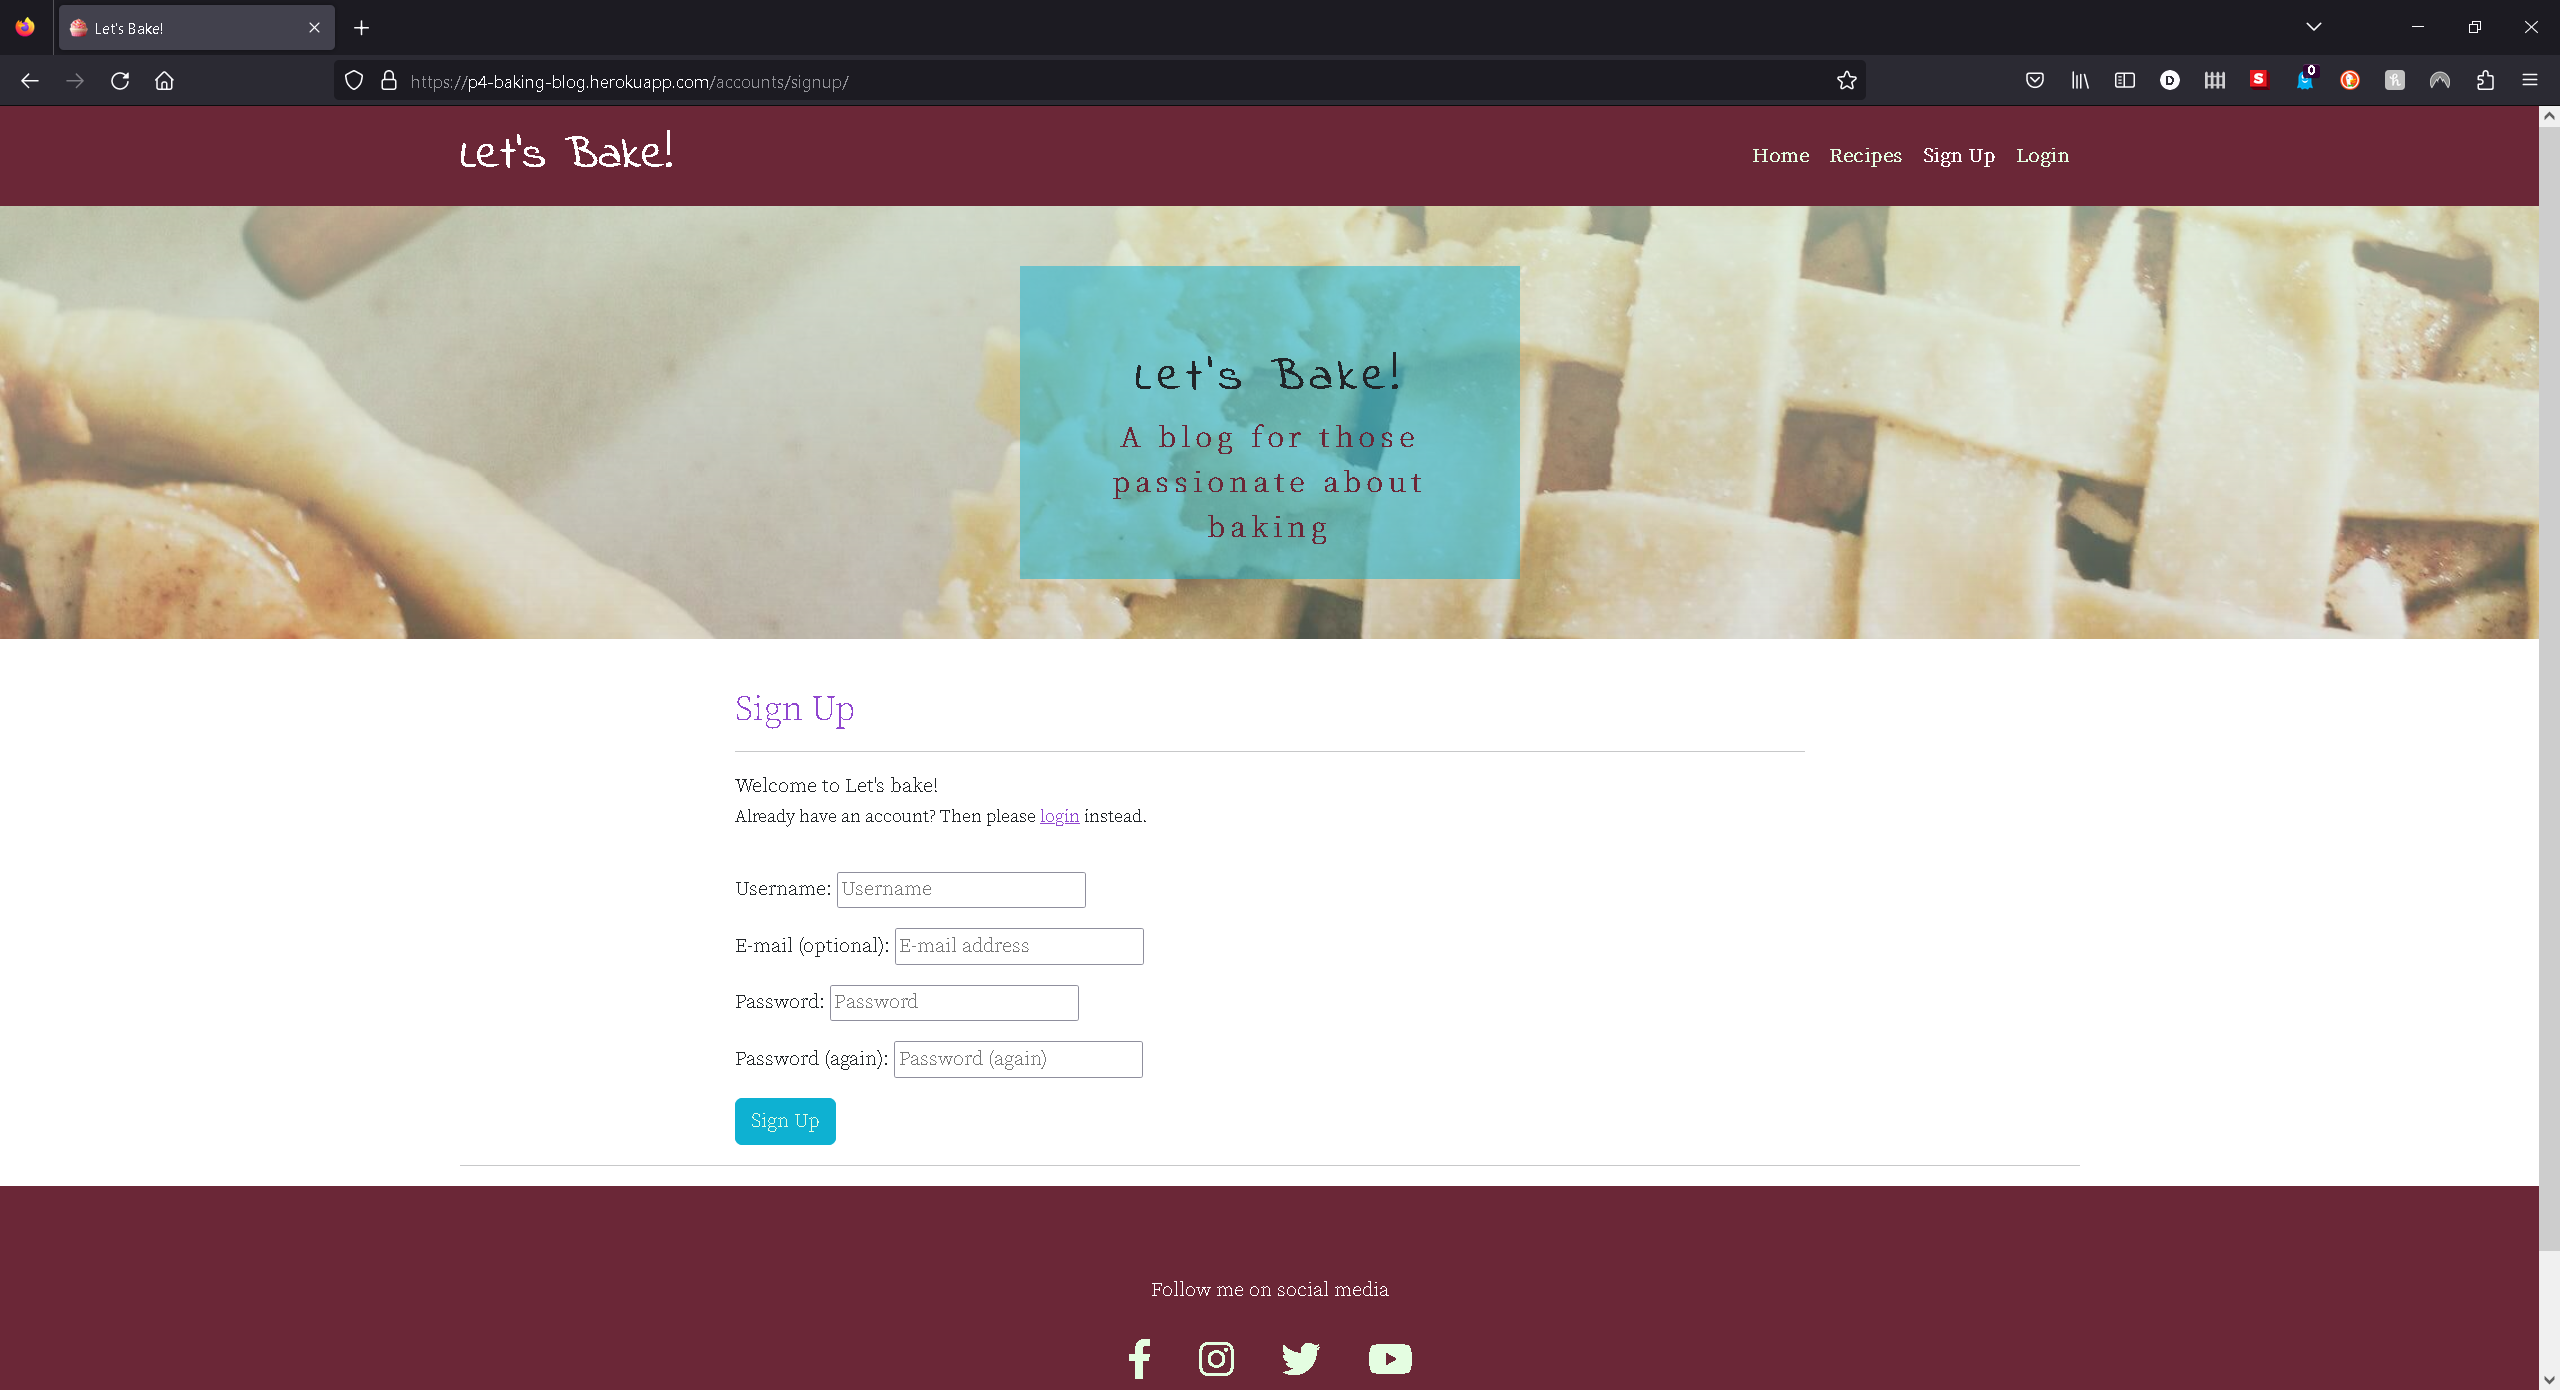 Let's Bake!
https://p4-baking-blog.herokuapp.com/accounts/signup/
0
Let's Bake!
Home Recipes Sign Up Login
Let's Bake!
A blog for those
passionate about
baking
Sign Up
Welcome to Let's bake!
Already have an account? Then please login instead.
Username: Username
E-mail (optional): E-mail address
Password: Password
Password (again): Password (again)
Sign Up
Follow me on social media